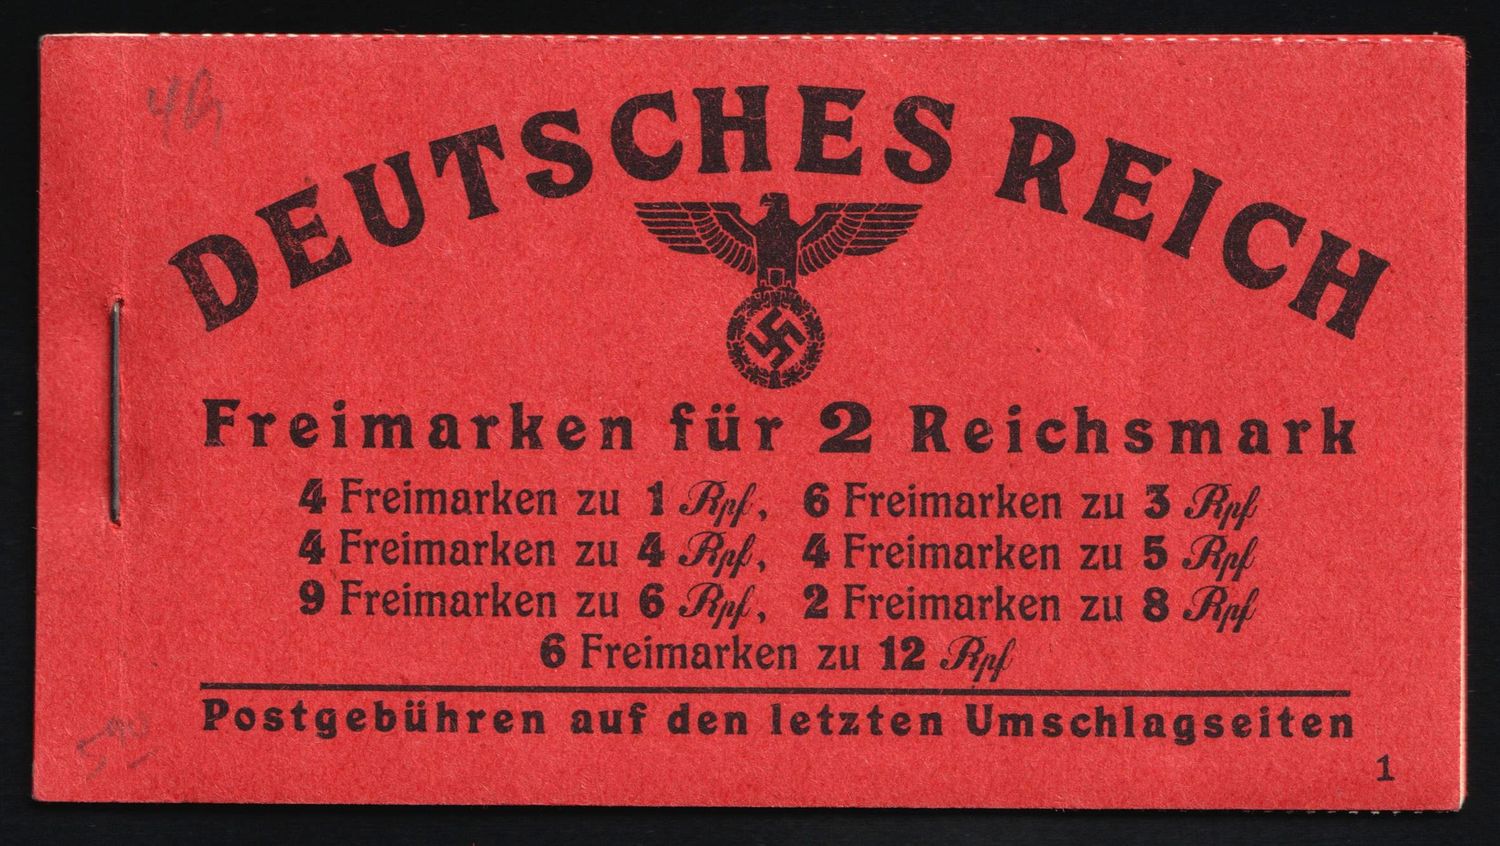 DEUTSCHES REICH
Freimarken für 2 Reichsmark
4 Freimarken zu 1 Rpf, 6 Freimarken zu 3 Rpf
4 Freimarken zu 4 Rpf, 4 Freimarken zu 5 Rpf
9 Freimarken zu 6 Rpf, 2 Freimarken zu 8 Rpf
6 Freimarken zu 12 Rpf
Postgebühren auf den letzten Umschlagseiten
1